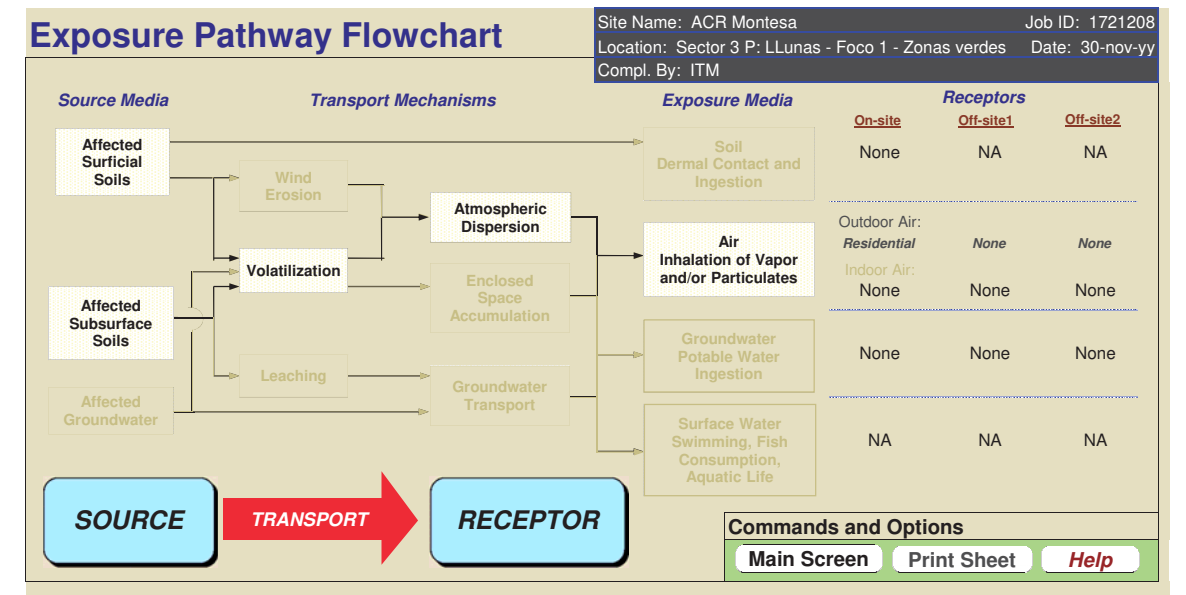 Exposure Pathway Flowchart
Site Name: ACR Montesa Job ID: 1721208
Location: Sector 3 P: LLunas - Foco 1 - Zonas verdes Date: 30-nov-yy
Compl. By: ITM
Source Media
Transport Mechanisms
Exposure Media
Receptors
On-site Off-site1 Off-site2
Affected
Surficial
Soils
Wind
Erosion
Volatilization
Atmospheric
Dispersion
Enclosed
Space
Accumulation
Affected
Subsurface
Soils
Leaching
Groundwater
Transport
Affected
Groundwater
Soil
Dermal Contact and
Ingestion
None NA NA
Air
Inhalation of Vapor
and/or Particulates
Outdoor Air:
Residential None None
Indoor Air:
None None None
Groundwater
Potable Water
Ingestion
None None None
Surface Water
Swimming, Fish
Consumption,
Aquatic Life
NA NA NA
SOURCE
TRANSPORT
RECEPTOR
Commands and Options
Main Screen Print Sheet Help